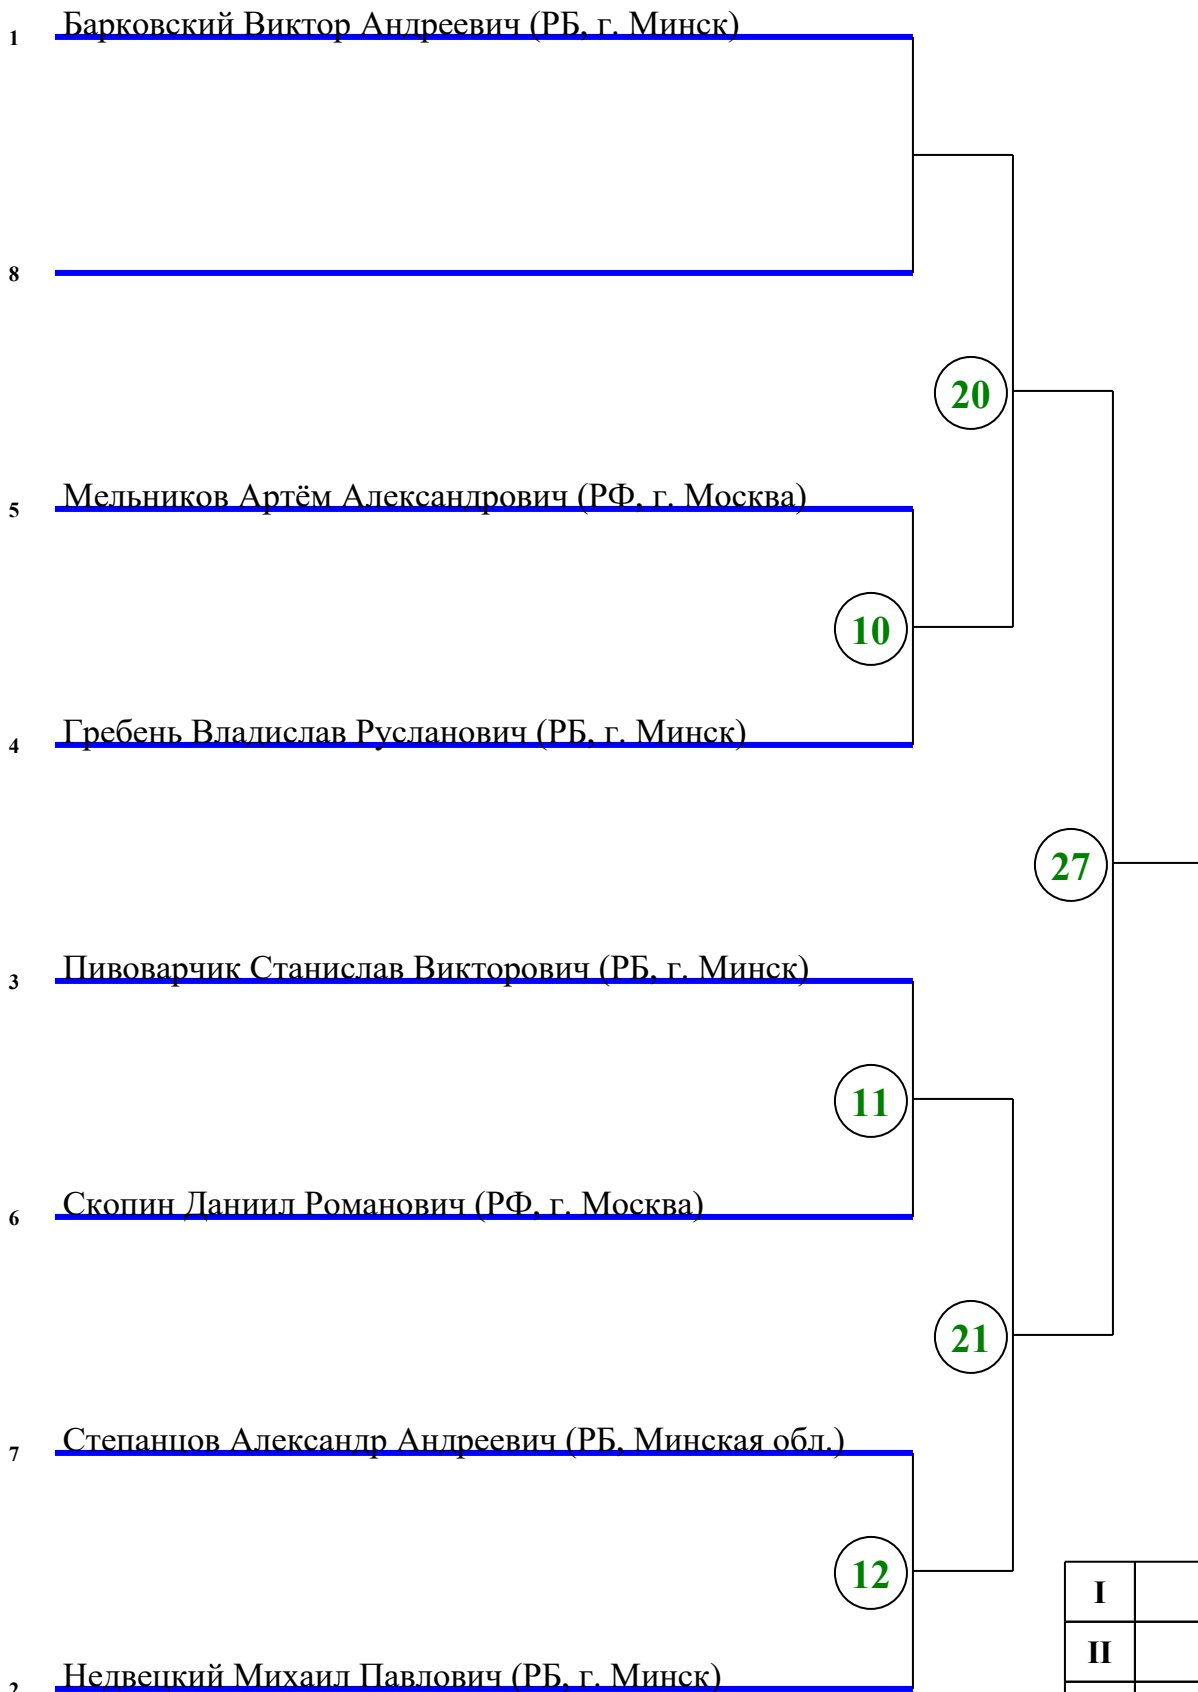 1 Барковский Виктор Андреевич (РБ, г. Минск)
8
20
5 Мельников Артём Александрович (РФ, г. Москва)
10
4 Гребень Владислав Русланович (РБ, г. Минск)
27
3 Пивоварчик Станислав Викторович (РБ, г. Минск)
11
6 Скопин Даниил Романович (РФ, г. Москва)
21
7 Степанцов Александр Андреевич (РБ, Минская обл.)
12
I
II
2 Недвецкий Михаил Павлович (РБ, г. Минск)